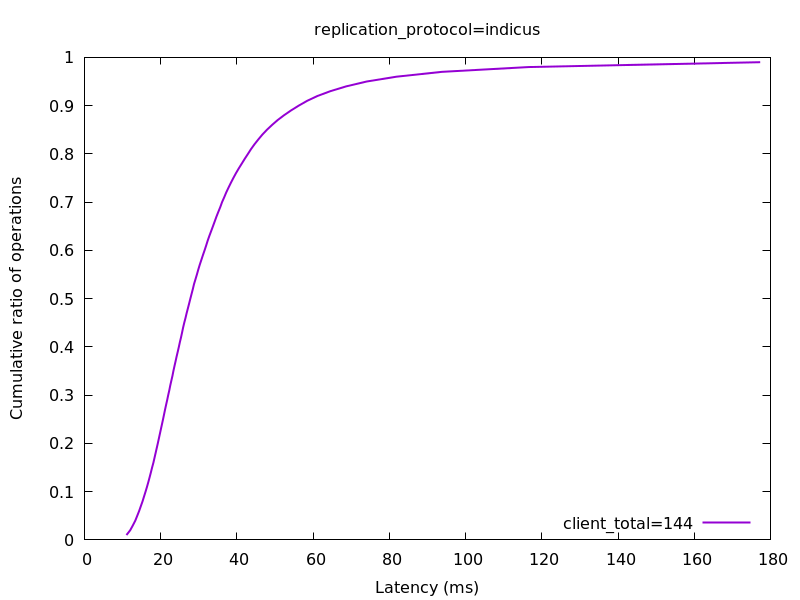 replication_protocol=indicus
1
0.9
0.8
0.7
0.6
0.5
0.4
0.3
0.2
0.1
0
Cumulative ratio of operations
client_total=144
0 20 40 60 80 100 120 140 160 180
Latency (ms)